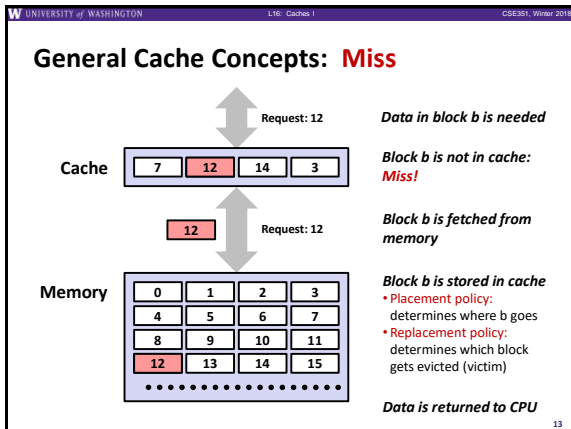 W UNIVERSITY of WASHINGTON L16: Caches I CSE351, Winter 2018
General Cache Concepts: Miss
Request: 12
Data in block b is needed
Cache
7 12 14 3
Block b is not in cache:
Miss!
12
Request: 12
Block b is fetched from
memory
Memory
0 1 2 3
4 5 6 7
8 9 10 11
12 13 14 15
Block b is stored in cache
• Placement policy:
determines where b goes
• Replacement policy:
determines which block
gets evicted (victim)
Data is returned to CPU
13